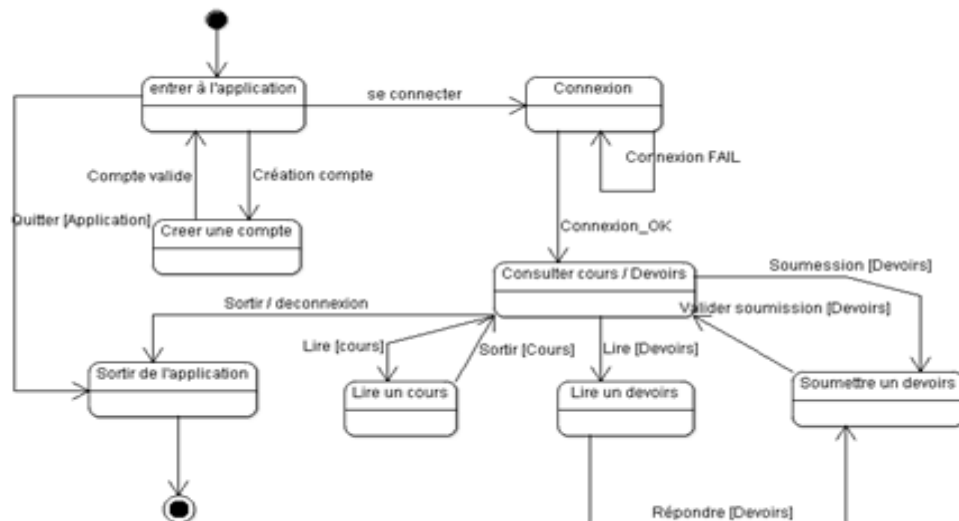 entrer à l'application
se connecter
Connexion
Connexion FAIL
Compte valide
Création compte
Quitter [Application]
Creer une compte
Connexion_OK
Consulter cours / Devoirs
Soumession [Devoirs]
Sortir / deconnexion
Valider soumission [Devoirs]
Lire [cours]
Sortir [Cours]
Lire [Devoirs]
Sortir de l'application
Lire un cours
Lire un devoirs
Soumettre un devoirs
Répondre [Devoirs]